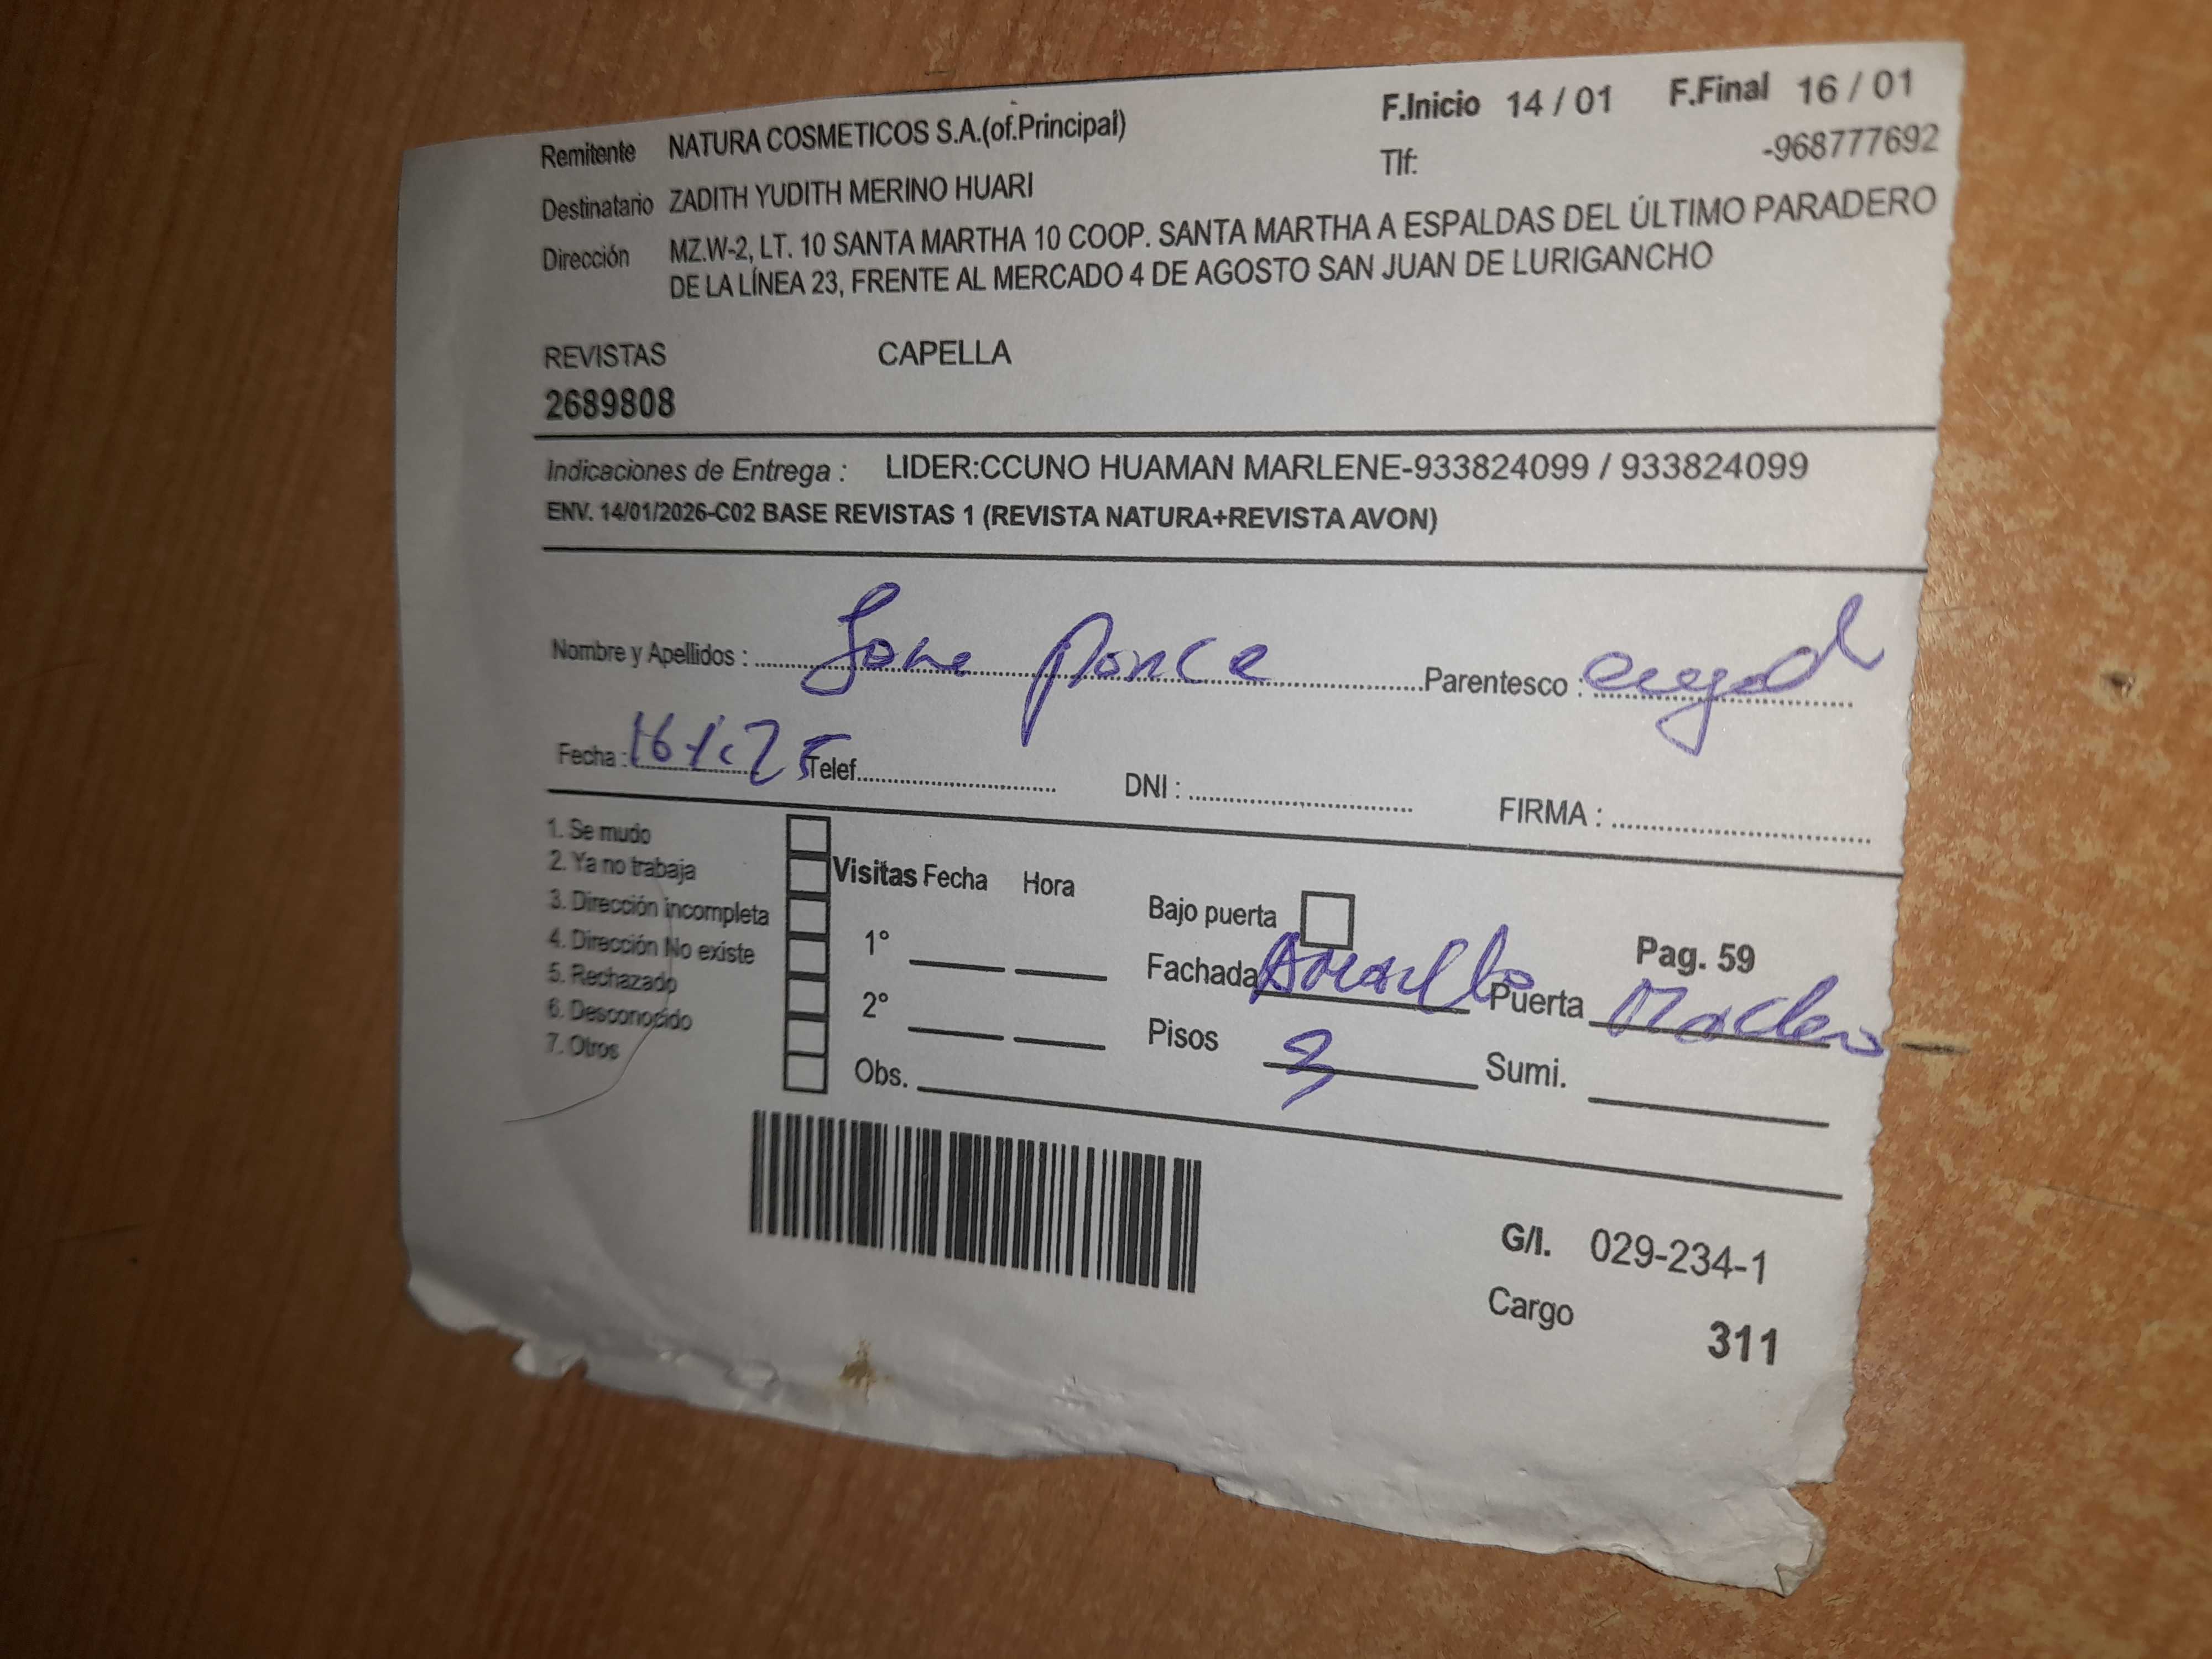 Remitente NATURA COSMETICOS S.A.(of.Principal) F.Inicio 14 / 01 F.Final 16 / 01
Tlf: -968777692
Destinatario ZADITH YUDITH MERINO HUARI
Dirección MZ.W-2, LT. 10 SANTA MARTHA 10 COOP. SANTA MARTHA A ESPALDAS DEL ÚLTIMO PARADERO
DE LA LÍNEA 23, FRENTE AL MERCADO 4 DE AGOSTO SAN JUAN DE LURIGANCHO
REVISTAS CAPELLA
2689808
Indicaciones de Entrega : LIDER:CCUNO HUAMAN MARLENE-933824099 / 933824099
ENV. 14/01/2026-C02 BASE REVISTAS 1 (REVISTA NATURA+REVISTA AVON)
Nombre y Apellidos : Ponce Parentesco :
Fecha : Telef. DNI : FIRMA :
1. Se mudo
2. Ya no trabaja
3. Dirección incompleta
4. Dirección No existe
5. Rechazado
6. Desconocido
7. Otros
Visitas Fecha Hora
1°
2°
Obs.
Bajo puerta
Pag. 59
Fachada Puerta
Pisos 3 Sumi.
G/I. 029-234-1
Cargo 311